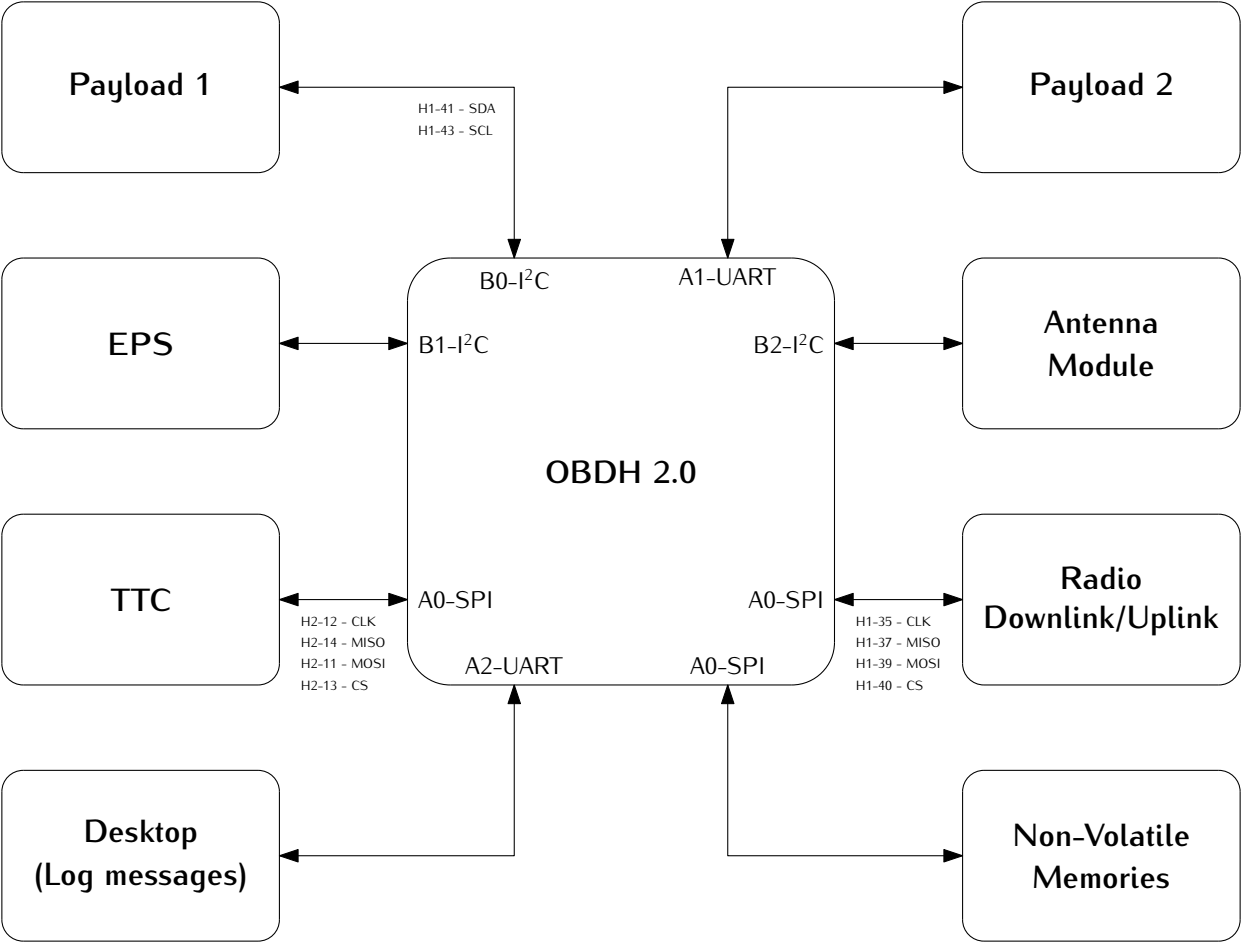 Payload 1
H1-41 - SDA
H1-43 - SCL
Payload 2
B0-I²C
A1-UART
EPS
B1-I²C
B2-I²C
Antenna
Module
OBDH 2.0
TTC
A0-SPI
H2-12 - CLK
H2-14 - MISO
H2-11 - MOSI
H2-13 - CS
A0-SPI
H1-35 - CLK
H1-37 - MISO
H1-39 - MOSI
H1-40 - CS
Radio
Downlink/Uplink
A2-UART
A0-SPI
Desktop
(Log messages)
Non-Volatile
Memories